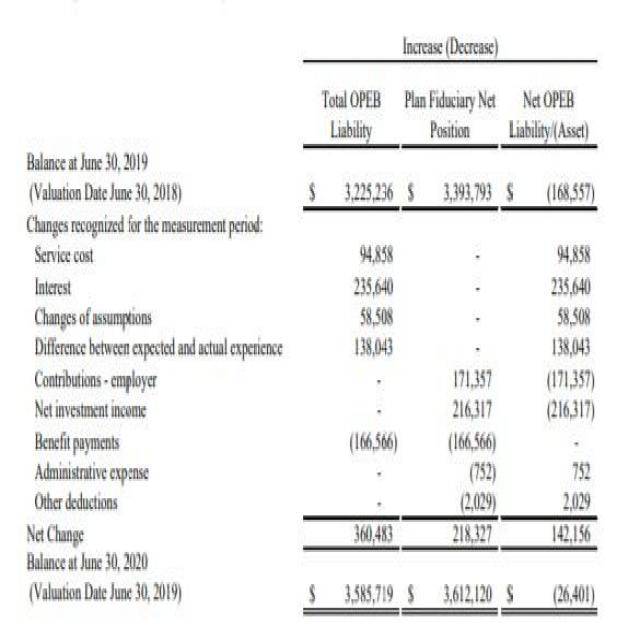 Increase (Decrease)
Total OPEB Plan Fiduciary Net Net OPEB
Liability Position Liability/(Asset)
Balance at June 30, 2019
(Valuation Date June 30, 2018) $ 3,225,236 $ 3,393,793 $ (168,557)
Changes recognized for the measurement period:
Service cost 94,858 - 94,858
Interest 235,640 - 235,640
Changes of assumptions 58,508 - 58,508
Difference between expected and actual experience 138,043 - 138,043
Contributions - employer - 171,357 (171,357)
Net investment income - 216,317 (216,317)
Benefit payments (166,566) (166,566) -
Administrative expense - (752) 752
Other deductions - (2,029) 2,029
Net Change 360,483 218,327 142,156
Balance at June 30, 2020
(Valuation Date June 30, 2019) $ 3,585,719 $ 3,612,120 $ (26,401)